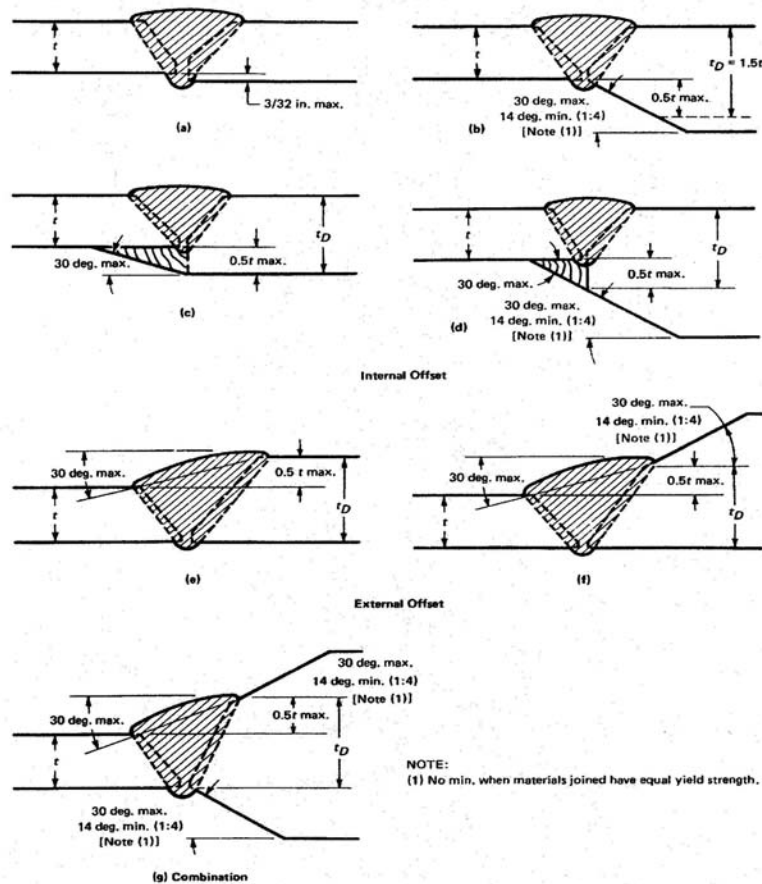 t
3/32 in. max.
(a)
t
t_D = 1.5t
30 deg. max.
14 deg. min. (1:4)
[Note (1)]
0.5t max.
(b)
t
30 deg. max.
0.5t max.
t_D
(c)
t
30 deg. max.
30 deg. max.
14 deg. min. (1:4)
[Note (1)]
0.5t max.
t_D
(d)
Internal Offset
30 deg. max.
0.5 t max.
t
t_D
(e)
30 deg. max.
14 deg. min. (1:4)
[Note (1)]
30 deg. max.
0.5t max.
t
t_D
(f)
External Offset
30 deg. max.
14 deg. min. (1:4)
[Note (1)]
30 deg. max.
0.5t max.
t
t_D
30 deg. max.
14 deg. min. (1:4)
[Note (1)]
(g) Combination
NOTE:
(1) No min. when materials joined have equal yield strength.